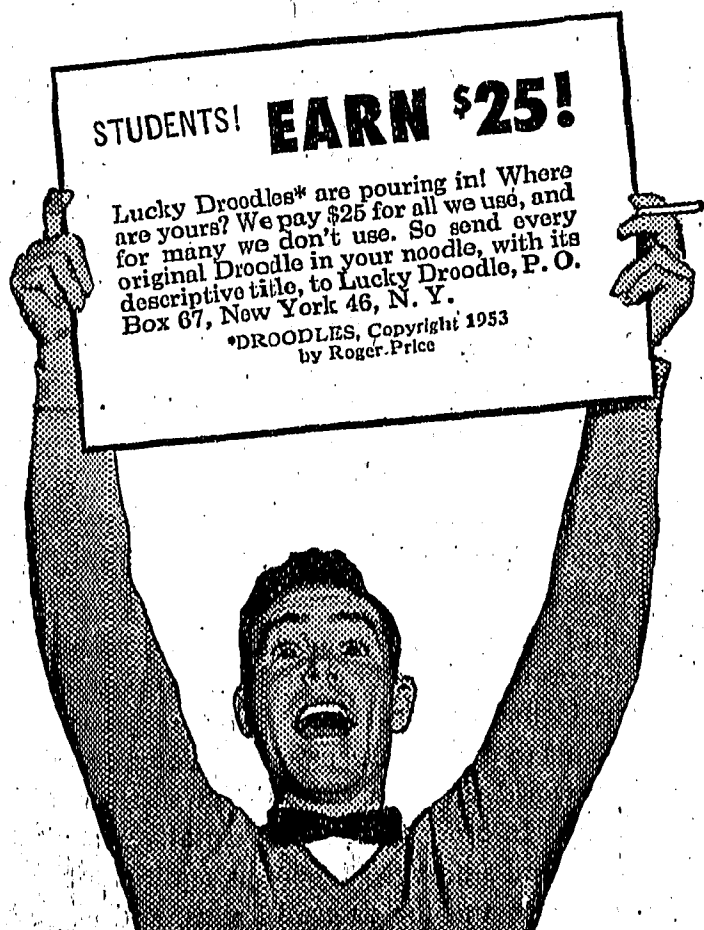 STUDENTS! EARN $25!
Lucky Droodles* are pouring in! Where
are yours? We pay $25 for all we use, and
for many we don't use. So send every
original Droodle in your noodle, with its
descriptive title, to Lucky Droodle, P. O.
Box 67, New York 46, N. Y.
*DROODLES, Copyright 1953
by Roger Price